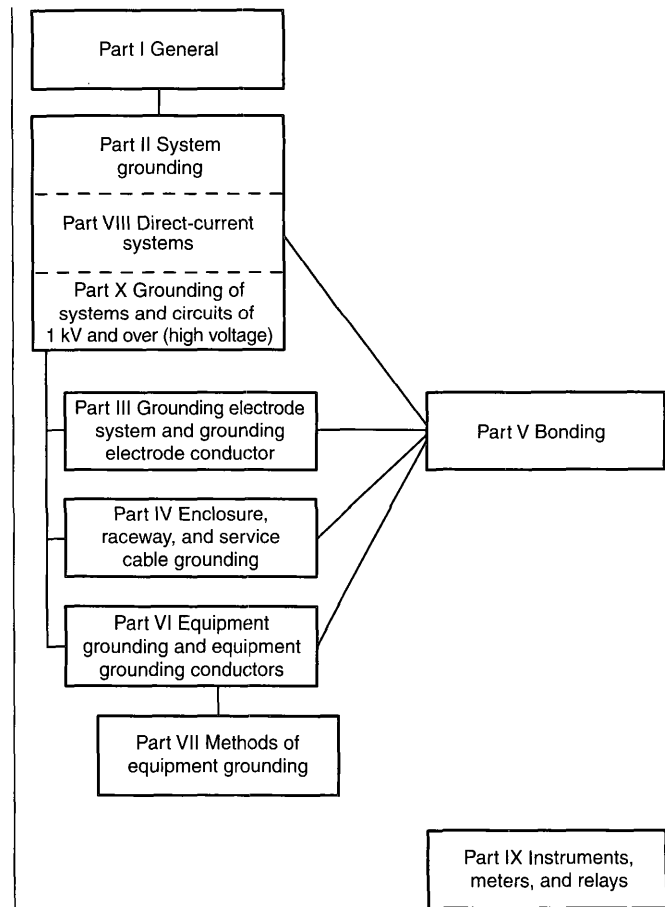 Part I General
Part II System
grounding
Part VIII Direct-current
systems
Part X Grounding of
systems and circuits of
1 kV and over (high voltage)
Part III Grounding electrode
system and grounding
electrode conductor
Part V Bonding
Part IV Enclosure,
raceway, and service
cable grounding
Part VI Equipment
grounding and equipment
grounding conductors
Part VII Methods of
equipment grounding
Part IX Instruments,
meters, and relays